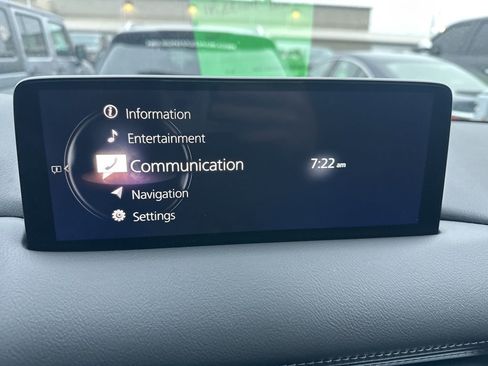 Information
Entertainment
Communication
7:22 am
Navigation
Settings